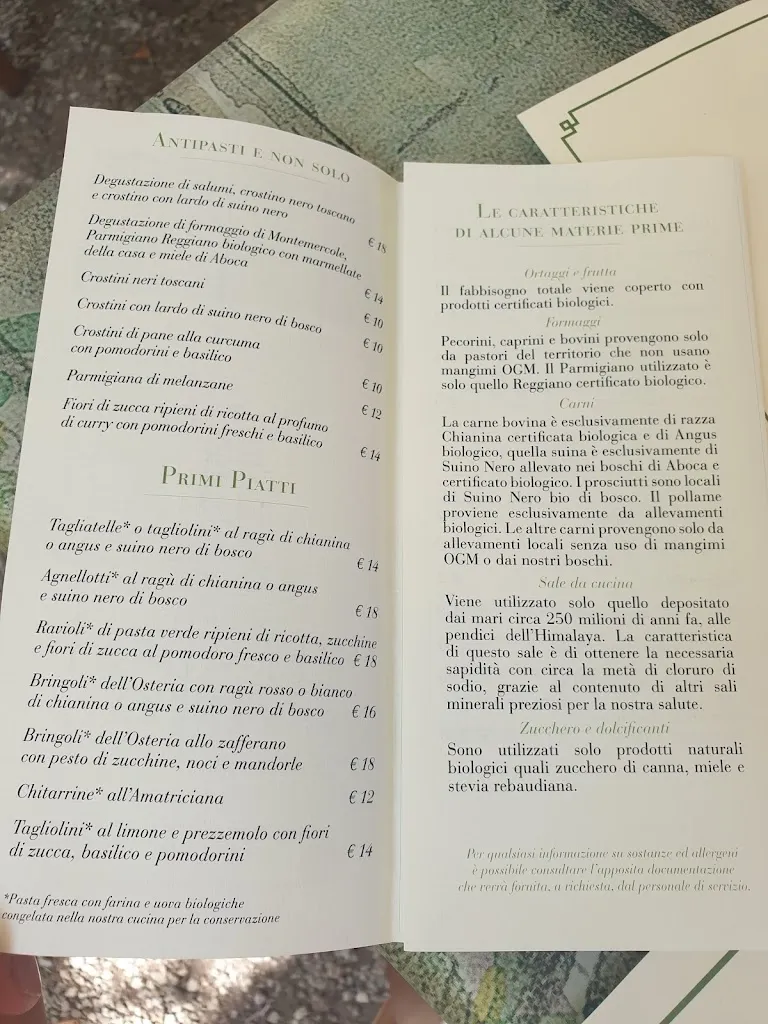 ANTIPASTI E NON SOLO
Degustazione di salumi, crostino nero toscano
e crostino con lardo di suino nero
€ 18
Degustazione di formaggio di Montemercole,
Parmigiano Reggiano biologico con marmellate
della casa e miele di Aboca
€ 14
Crostini neri toscani
€ 10
Crostini con lardo di suino nero di bosco
€ 10
Crostini di pane alla curcuma
con pomodorini e basilico
€ 10
Parmigiana di melanzane
€ 12
Fiori di zucca ripieni di ricotta al profumo
di curry con pomodorini freschi e basilico
€ 14
PRIMI PIATTI
Tagliatelle* o tagliolini* al ragù di chianina
o angus e suino nero di bosco
€ 14
Agnellotti* al ragù di chianina o angus
e suino nero di bosco
€ 18
Ravioli* di pasta verde ripieni di ricotta, zucchine
e fiori di zucca al pomodoro fresco e basilico € 18
Bringoli* dell'Osteria con ragù rosso o bianco
di chianina o angus e suino nero di bosco € 16
Bringoli* dell'Osteria allo zafferano
con pesto di zucchine, noci e mandorle € 18
Chitarrine* all'Amatriciana € 12
Tagliolini* al limone e prezzemolo con fiori
di zucca, basilico e pomodorini € 14
*Pasta fresca con farina e uova biologiche
congelata nella nostra cucina per la conservazione
LE CARATTERISTICHE
DI ALCUNE MATERIE PRIME
Ortaggi e frutta
Il fabbisogno totale viene coperto con
prodotti certificati biologici.
Formaggi
Pecorini, caprini e bovini provengono solo
da pastori del territorio che non usano
mangimi OGM. Il Parmigiano utilizzato è
solo quello Reggiano certificato biologico.
Carni
La carne bovina è esclusivamente di razza
Chianina certificata biologica e di Angus
biologico, quella suina è esclusivamente di
Suino Nero allevato nei boschi di Aboca e
certificato biologico. I prosciutti sono locali
di Suino Nero bio di bosco. Il pollame
proviene esclusivamente da allevamenti
biologici. Le altre carni provengono solo da
allevamenti locali senza uso di mangimi
OGM o dai nostri boschi.
Sale da cucina
Viene utilizzato solo quello depositato
dai mari circa 250 milioni di anni fa, alle
pendici dell'Himalaya. La caratteristica
di questo sale è di ottenere la necessaria
sapidità con circa la metà di cloruro di
sodio, grazie al contenuto di altri sali
minerali preziosi per la nostra salute.
Zucchero e dolcificanti
Sono utilizzati solo prodotti naturali
biologici quali zucchero di canna, miele e
stevia rebaudiana.
Per qualsiasi informazione su sostanze ed allergeni
è possibile consultare l'apposita documentazione
che verrà fornita, a richiesta, dal personale di servizio.